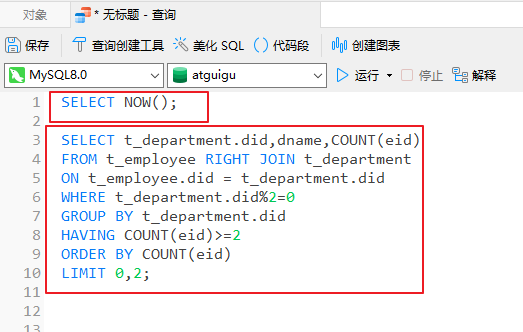 对象
* 无标题 - 查询
保存 查询创建工具 美化 SQL () 代码段 创建图表
MySQL8.0 atguigu 运行 停止 解释
1 SELECT NOW();
2
3 SELECT t_department.did,dname,COUNT(eid)
4 FROM t_employee RIGHT JOIN t_department
5 ON t_employee.did = t_department.did
6 WHERE t_department.did%2=0
7 GROUP BY t_department.did
8 HAVING COUNT(eid)>=2
9 ORDER BY COUNT(eid)
10 LIMIT 0,2;
11
12
13